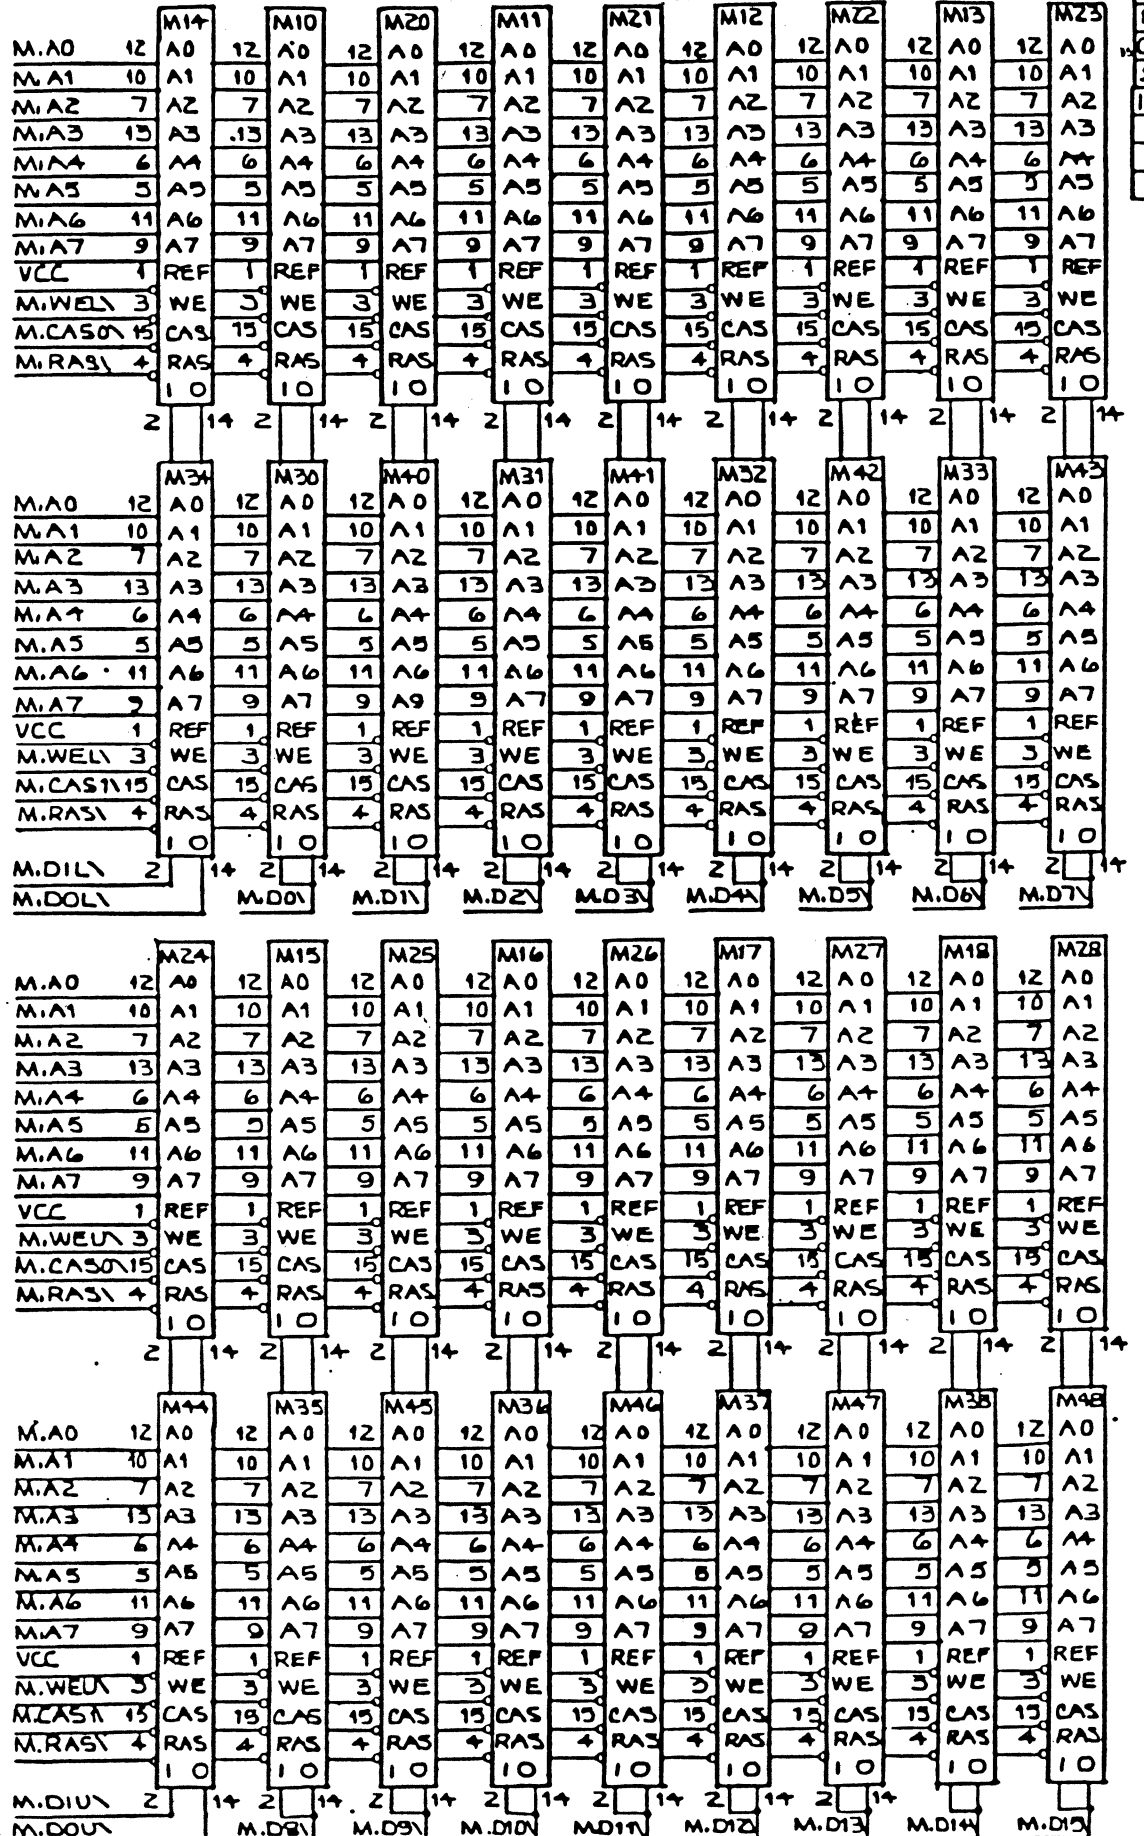 M14 M10 M20 M11 M21 M12 M22 M13 M23
M.A0 12 A0 12 A0 12 A0 12 A0 12 A0 12 A0 12 A0 12 A0 12 A0
M.A1 10 A1 10 A1 10 A1 10 A1 10 A1 10 A1 10 A1 10 A1 10 A1
M.A2 7 A2 7 A2 7 A2 7 A2 7 A2 7 A2 7 A2 7 A2 7 A2
M.A3 13 A3 13 A3 13 A3 13 A3 13 A3 13 A3 13 A3 13 A3 13 A3
M.A4 6 A4 6 A4 6 A4 6 A4 6 A4 6 A4 6 A4 6 A4 6 A4
M.A5 5 A5 5 A5 5 A5 5 A5 5 A5 5 A5 5 A5 5 A5 5 A5
M.A6 11 A6 11 A6 11 A6 11 A6 11 A6 11 A6 11 A6 11 A6 11 A6
M.A7 9 A7 9 A7 9 A7 9 A7 9 A7 9 A7 9 A7 9 A7 9 A7
VCC 1 REF 1 REF 1 REF 1 REF 1 REF 1 REF 1 REF 1 REF 1 REF
M.WEL\ 3 WE 3 WE 3 WE 3 WE 3 WE 3 WE 3 WE 3 WE 3 WE
M.CAS0\ 15 CAS 15 CAS 15 CAS 15 CAS 15 CAS 15 CAS 15 CAS 15 CAS 15 CAS
M.RAS\ 4 RAS 4 RAS 4 RAS 4 RAS 4 RAS 4 RAS 4 RAS 4 RAS 4 RAS
I O I O I O I O I O I O I O I O I O
2 14 2 14 2 14 2 14 2 14 2 14 2 14 2 14 2 14
M34 M30 M40 M31 M41 M32 M42 M33 M43
M.A0 12 A0 12 A0 12 A0 12 A0 12 A0 12 A0 12 A0 12 A0 12 A0
M.A1 10 A1 10 A1 10 A1 10 A1 10 A1 10 A1 10 A1 10 A1 10 A1
M.A2 7 A2 7 A2 7 A2 7 A2 7 A2 7 A2 7 A2 7 A2 7 A2
M.A3 13 A3 13 A3 13 A3 13 A3 13 A3 13 A3 13 A3 13 A3 13 A3
M.A4 6 A4 6 A4 6 A4 6 A4 6 A4 6 A4 6 A4 6 A4 6 A4
M.A5 5 A5 5 A5 5 A5 5 A5 5 A5 5 A5 5 A5 5 A5 5 A5
M.A6 11 A6 11 A6 11 A6 11 A6 11 A6 11 A6 11 A6 11 A6 11 A6
M.A7 9 A7 9 A7 9 A9 9 A7 9 A7 9 A7 9 A7 9 A7 9 A7
VCC 1 REF 1 REF 1 REF 1 REF 1 REF 1 REF 1 REF 1 REF 1 REF
M.WEL\ 3 WE 3 WE 3 WE 3 WE 3 WE 3 WE 3 WE 3 WE 3 WE
M.CAS1\ 15 CAS 15 CAS 15 CAS 15 CAS 15 CAS 15 CAS 15 CAS 15 CAS 15 CAS
M.RAS\ 4 RAS 4 RAS 4 RAS 4 RAS 4 RAS 4 RAS 4 RAS 4 RAS 4 RAS
I O I O I O I O I O I O I O I O I O
M.DIL\ 2 14 2 14 2 14 2 14 2 14 2 14 2 14 2 14 2 14
M.DOL\ M.D0\ M.D1\ M.D2\ M.D3\ M.D4\ M.D5\ M.D6\ M.D7\
M24 M15 M25 M16 M26 M17 M27 M18 M28
M.A0 12 A0 12 A0 12 A0 12 A0 12 A0 12 A0 12 A0 12 A0 12 A0
M.A1 10 A1 10 A1 10 A1 10 A1 10 A1 10 A1 10 A1 10 A1 10 A1
M.A2 7 A2 7 A2 7 A2 7 A2 7 A2 7 A2 7 A2 7 A2 7 A2
M.A3 13 A3 13 A3 13 A3 13 A3 13 A3 13 A3 13 A3 13 A3 13 A3
M.A4 6 A4 6 A4 6 A4 6 A4 6 A4 6 A4 6 A4 6 A4 6 A4
M.A5 5 A5 5 A5 5 A5 5 A5 5 A5 5 A5 5 A5 5 A5 5 A5
M.A6 11 A6 11 A6 11 A6 11 A6 11 A6 11 A6 11 A6 11 A6 11 A6
M.A7 9 A7 9 A7 9 A7 9 A7 9 A7 9 A7 9 A7 9 A7 9 A7
VCC 1 REF 1 REF 1 REF 1 REF 1 REF 1 REF 1 REF 1 REF 1 REF
M.WEU\ 3 WE 3 WE 3 WE 3 WE 3 WE 3 WE 3 WE 3 WE 3 WE
M.CAS0\ 15 CAS 15 CAS 15 CAS 15 CAS 15 CAS 15 CAS 15 CAS 15 CAS 15 CAS
M.RAS\ 4 RAS 4 RAS 4 RAS 4 RAS 4 RAS 4 RAS 4 RAS 4 RAS 4 RAS
I O I O I O I O I O I O I O I O I O
2 14 2 14 2 14 2 14 2 14 2 14 2 14 2 14 2 14
M44 M35 M45 M36 M46 M37 M47 M38 M48
M.A0 12 A0 12 A0 12 A0 12 A0 12 A0 12 A0 12 A0 12 A0 12 A0
M.A1 10 A1 10 A1 10 A1 10 A1 10 A1 10 A1 10 A1 10 A1 10 A1
M.A2 7 A2 7 A2 7 A2 7 A2 7 A2 7 A2 7 A2 7 A2 7 A2
M.A3 13 A3 13 A3 13 A3 13 A3 13 A3 13 A3 13 A3 13 A3 13 A3
M.A4 6 A4 6 A4 6 A4 6 A4 6 A4 6 A4 6 A4 6 A4 6 A4
M.A5 5 A5 5 A5 5 A5 5 A5 5 A5 5 A5 5 A5 5 A5 5 A5
M.A6 11 A6 11 A6 11 A6 11 A6 11 A6 11 A6 11 A6 11 A6 11 A6
M.A7 9 A7 9 A7 9 A7 9 A7 9 A7 9 A7 9 A7 9 A7 9 A7
VCC 1 REF 1 REF 1 REF 1 REF 1 REF 1 REF 1 REF 1 REF 1 REF
M.WEU\ 3 WE 3 WE 3 WE 3 WE 3 WE 3 WE 3 WE 3 WE 3 WE
M.CAS1\ 15 CAS 15 CAS 15 CAS 15 CAS 15 CAS 15 CAS 15 CAS 15 CAS 15 CAS
M.RAS\ 4 RAS 4 RAS 4 RAS 4 RAS 4 RAS 4 RAS 4 RAS 4 RAS 4 RAS
I O I O I O I O I O I O I O I O I O
M.DIU\ 2 14 2 14 2 14 2 14 2 14 2 14 2 14 2 14 2 14
M.DOU\ M.D8\ M.D9\ M.D10\ M.D11\ M.D12\ M.D13\ M.D14\ M.D15\